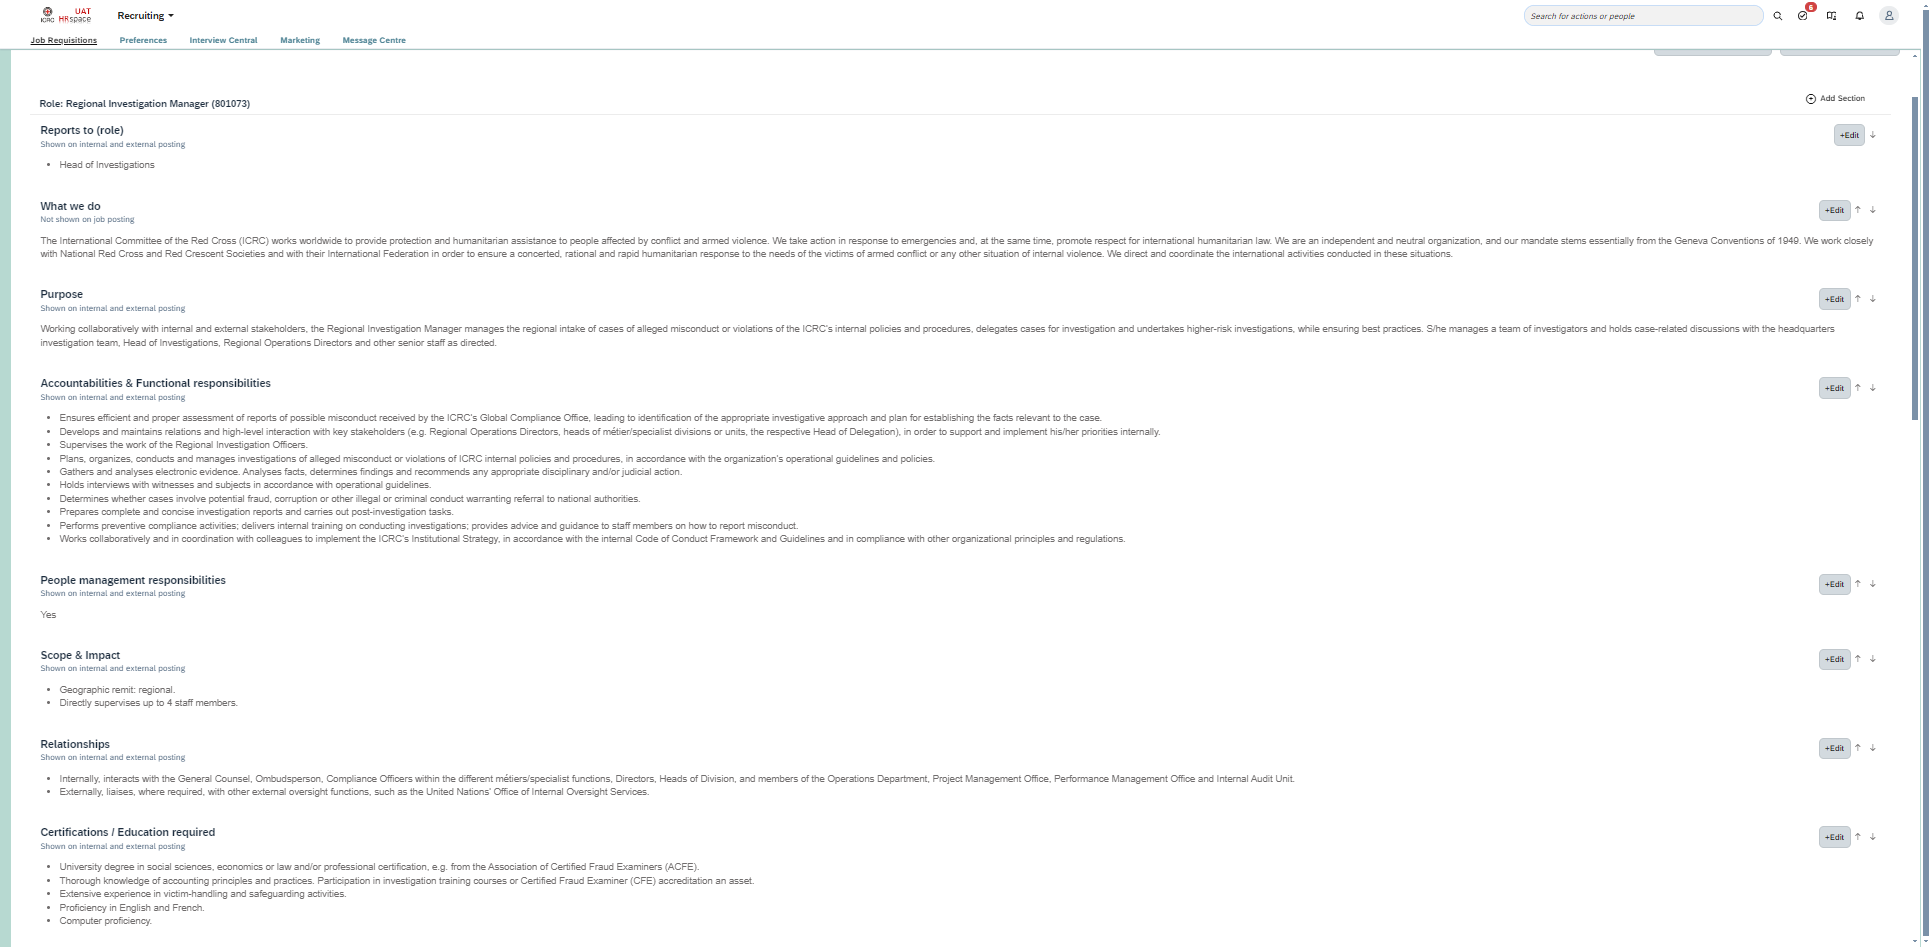 ICRC
UAT
HRspace
Recruiting
Search for actions or people
6
Job Requisitions
Preferences
Interview Central
Marketing
Message Centre
Role: Regional Investigation Manager (801073)
Add Section
Reports to (role)
Shown on internal and external posting
+Edit
• Head of Investigations
What we do
Not shown on job posting
+Edit
The International Committee of the Red Cross (ICRC) works worldwide to provide protection and humanitarian assistance to people affected by conflict and armed violence. We take action in response to emergencies and, at the same time, promote respect for international humanitarian law. We are an independent and neutral organization, and our mandate stems essentially from the Geneva Conventions of 1949. We work closely
with National Red Cross and Red Crescent Societies and with their International Federation in order to ensure a concerted, rational and rapid humanitarian response to the needs of the victims of armed conflict or any other situation of internal violence. We direct and coordinate the international activities conducted in these situations.
Purpose
Shown on internal and external posting
+Edit
Working collaboratively with internal and external stakeholders, the Regional Investigation Manager manages the regional intake of cases of alleged misconduct or violations of the ICRC's internal policies and procedures, delegates cases for investigation and undertakes higher-risk investigations, while ensuring best practices. S/he manages a team of investigators and holds case-related discussions with the headquarters
investigation team, Head of Investigations, Regional Operations Directors and other senior staff as directed.
Accountabilities & Functional responsibilities
Shown on internal and external posting
+Edit
• Ensures efficient and proper assessment of reports of possible misconduct received by the ICRC's Global Compliance Office, leading to identification of the appropriate investigative approach and plan for establishing the facts relevant to the case.
• Develops and maintains relations and high-level interaction with key stakeholders (e.g. Regional Operations Directors, heads of métier/specialist divisions or units, the respective Head of Delegation), in order to support and implement his/her priorities internally.
• Supervises the work of the Regional Investigation Officers.
• Plans, organizes, conducts and manages investigations of alleged misconduct or violations of ICRC internal policies and procedures, in accordance with the organization's operational guidelines and policies.
• Gathers and analyses electronic evidence. Analyses facts, determines findings and recommends any appropriate disciplinary and/or judicial action.
• Holds interviews with witnesses and subjects in accordance with operational guidelines.
• Determines whether cases involve potential fraud, corruption or other illegal or criminal conduct warranting referral to national authorities.
• Prepares complete and concise investigation reports and carries out post-investigation tasks.
• Performs preventive compliance activities; delivers internal training on conducting investigations; provides advice and guidance to staff members on how to report misconduct.
• Works collaboratively and in coordination with colleagues to implement the ICRC's Institutional Strategy, in accordance with the internal Code of Conduct Framework and Guidelines and in compliance with other organizational principles and regulations.
People management responsibilities
Shown on internal and external posting
+Edit
Yes
Scope & Impact
Shown on internal and external posting
+Edit
• Geographic remit: regional.
• Directly supervises up to 4 staff members.
Relationships
Shown on internal and external posting
+Edit
• Internally, interacts with the General Counsel, Ombudsperson, Compliance Officers within the different métiers/specialist functions, Directors, Heads of Division, and members of the Operations Department, Project Management Office, Performance Management Office and Internal Audit Unit.
• Externally, liaises, where required, with other external oversight functions, such as the United Nations' Office of Internal Oversight Services.
Certifications / Education required
Shown on internal and external posting
+Edit
• University degree in social sciences, economics or law and/or professional certification, e.g. from the Association of Certified Fraud Examiners (ACFE).
• Thorough knowledge of accounting principles and practices. Participation in investigation training courses or Certified Fraud Examiner (CFE) accreditation an asset.
• Extensive experience in victim-handling and safeguarding activities.
• Proficiency in English and French.
• Computer proficiency.